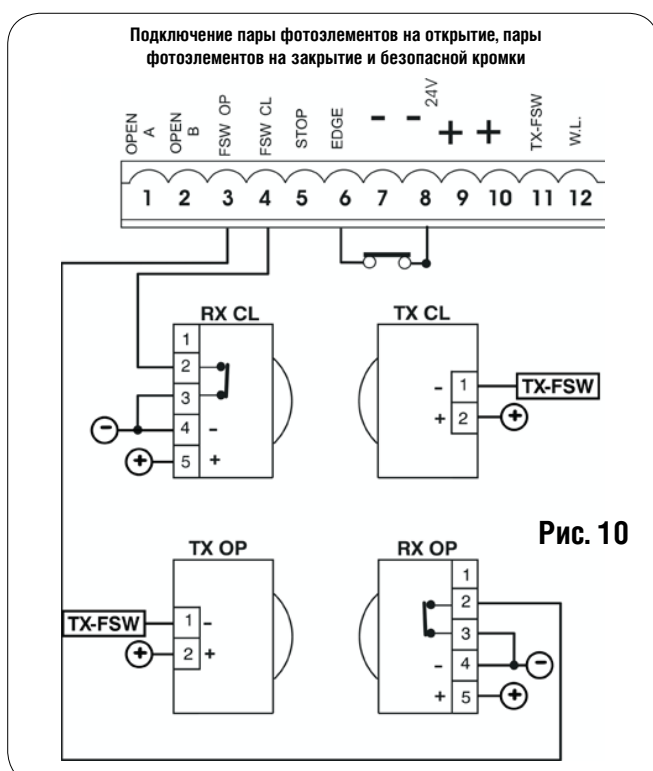 Подключение пары фотоэлементов на открытие, пары
фотоэлементов на закрытие и безопасной кромки
OPEN A
OPEN B
FSW OP
FSW CL
STOP
EDGE
-
-
24V
+
+
TX-FSW
W.L.
1 2 3 4 5 6 7 8 9 10 11 12
RX CL
1
2
3
4 -
5 +
-
+
TX CL
- 1
+ 2
TX-FSW
+
Рис. 10
TX OP
TX-FSW
1 -
+
2 +
RX OP
1
2
3
- 4
+ 5
-
+